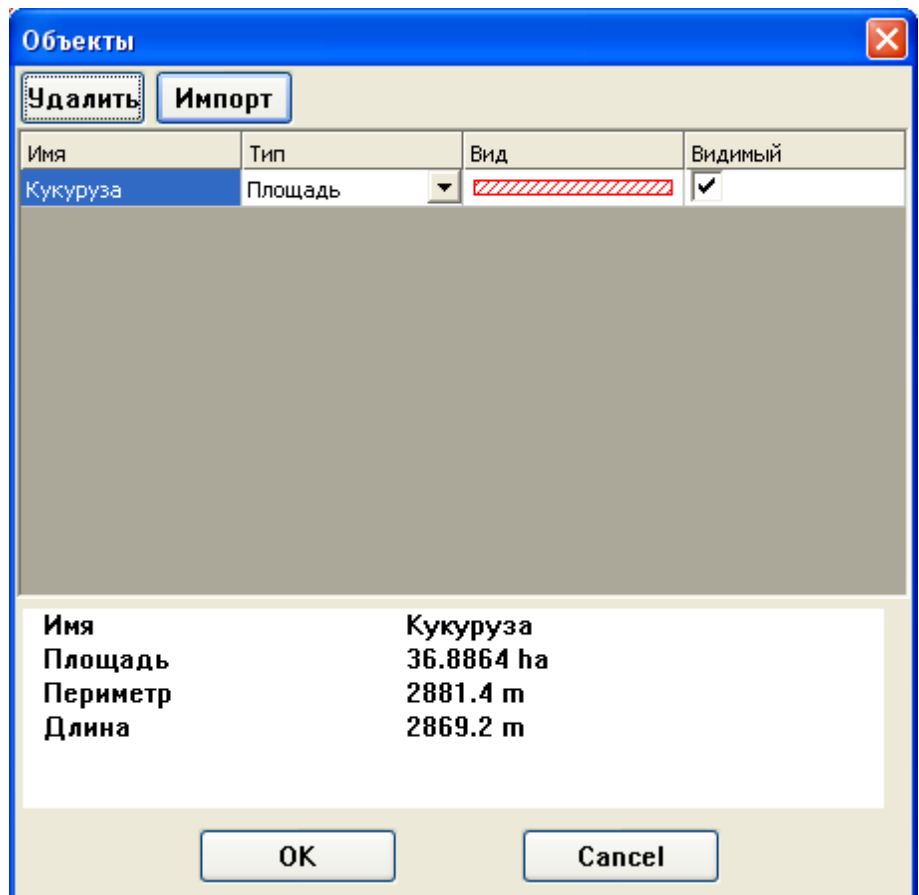 Объекты
Удалить Импорт
Имя Тип Вид Видимый
Кукуруза Площадь
Имя Кукуруза
Площадь 36.8864 ha
Периметр 2881.4 m
Длина 2869.2 m
OK Cancel